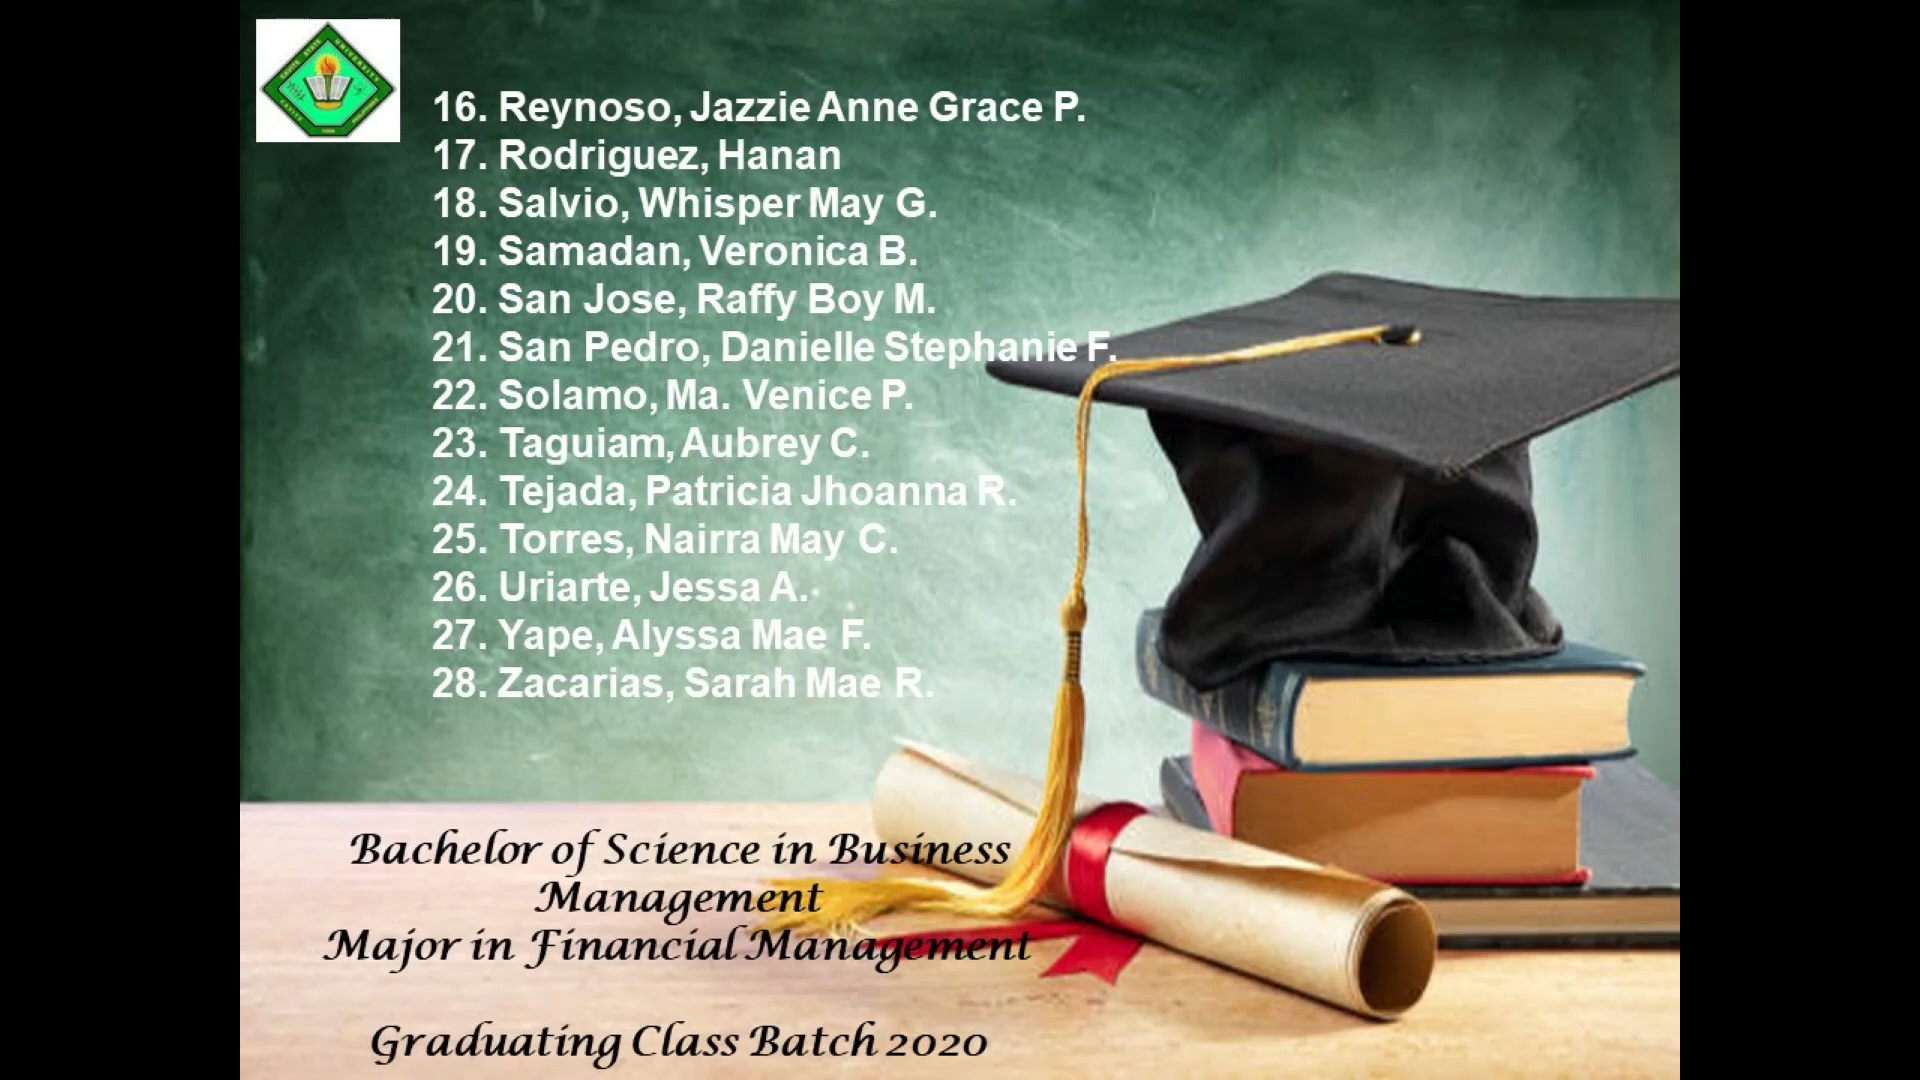 CAVITE STATE UNIVERSITY
16. Reynoso, Jazzie Anne Grace P.
17. Rodriguez, Hanan
18. Salvio, Whisper May G.
19. Samadan, Veronica B.
20. San Jose, Raffy Boy M.
21. San Pedro, Danielle Stephanie F.
22. Solamo, Ma. Venice P.
23. Taguiam, Aubrey C.
24. Tejada, Patricia Jhoanna R.
25. Torres, Nairra May C.
26. Uriarte, Jessa A.
27. Yape, Alyssa Mae F.
28. Zacarias, Sarah Mae R.
Bachelor of Science in Business
Management
Major in Financial Management
Graduating Class Batch 2020